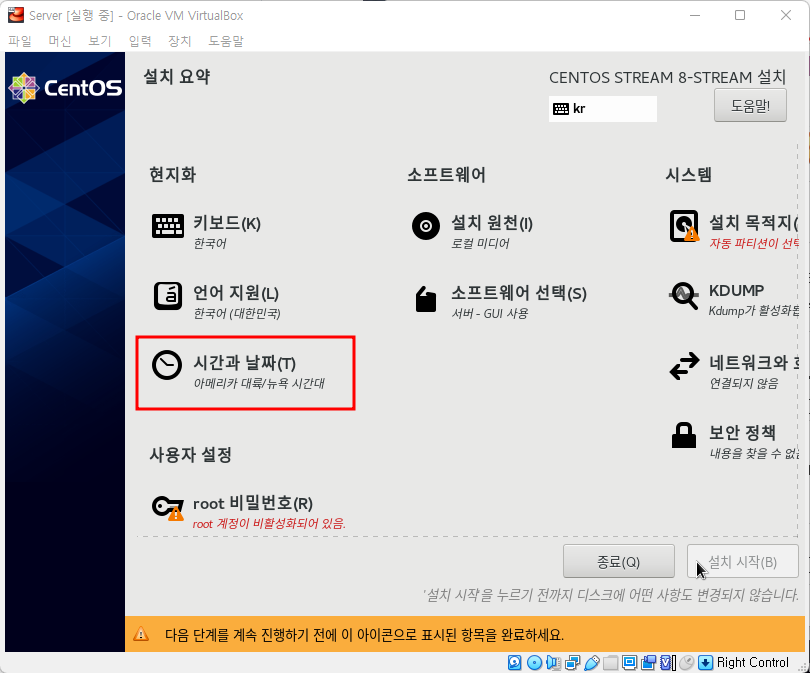 Server [실행 중] - Oracle VM VirtualBox
파일 머신 보기 입력 장치 도움말
CentOS
설치 요약
CENTOS STREAM 8-STREAM 설치
kr
도움말!
현지화
키보드(K)
한국어
언어 지원(L)
한국어 (대한민국)
시간과 날짜(T)
아메리카 대륙/뉴욕 시간대
소프트웨어
설치 원천(I)
로컬 미디어
소프트웨어 선택(S)
서버 - GUI 사용
시스템
설치 목적지(
자동 파티션이 선택
KDUMP
Kdump가 활성화됨
네트워크와 호
연결되지 않음
보안 정책
내용을 찾을 수 없음
사용자 설정
root 비밀번호(R)
root 계정이 비활성화되어 있음.
종료(Q)
설치 시작(B)
'설치 시작'을 누르기 전까지 디스크에 어떤 사항도 변경되지 않습니다.
다음 단계를 계속 진행하기 전에 이 아이콘으로 표시된 항목을 완료하세요.
Right Control